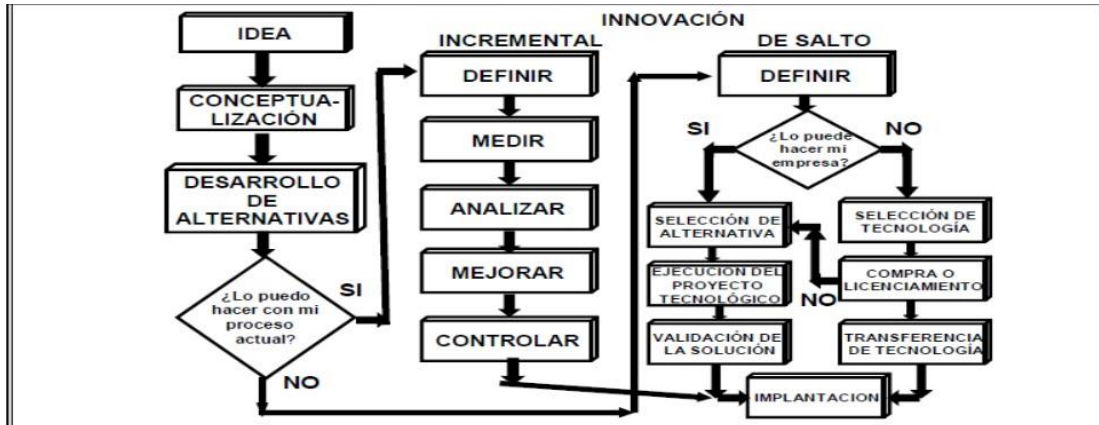 INNOVACIÓN
IDEA
CONCEPTUA-
LIZACIÓN
DESARROLLO
DE
ALTERNATIVAS
¿Lo puedo
hacer con mi
proceso
actual?
SI
NO
INCREMENTAL
DEFINIR
MEDIR
ANALIZAR
MEJORAR
CONTROLAR
DE SALTO
DEFINIR
¿Lo puede
hacer mi
empresa?
SI
NO
SELECCIÓN DE
ALTERNATIVA
EJECUCIÓN DEL
PROYECTO
TECNOLÓGICO
VALIDACIÓN DE
LA SOLUCIÓN
SELECCIÓN DE
TECNOLOGÍA
COMPRA O
LICENCIAMIENTO
NO
TRANSFERENCIA
DE TECNOLOGÍA
IMPLANTACION